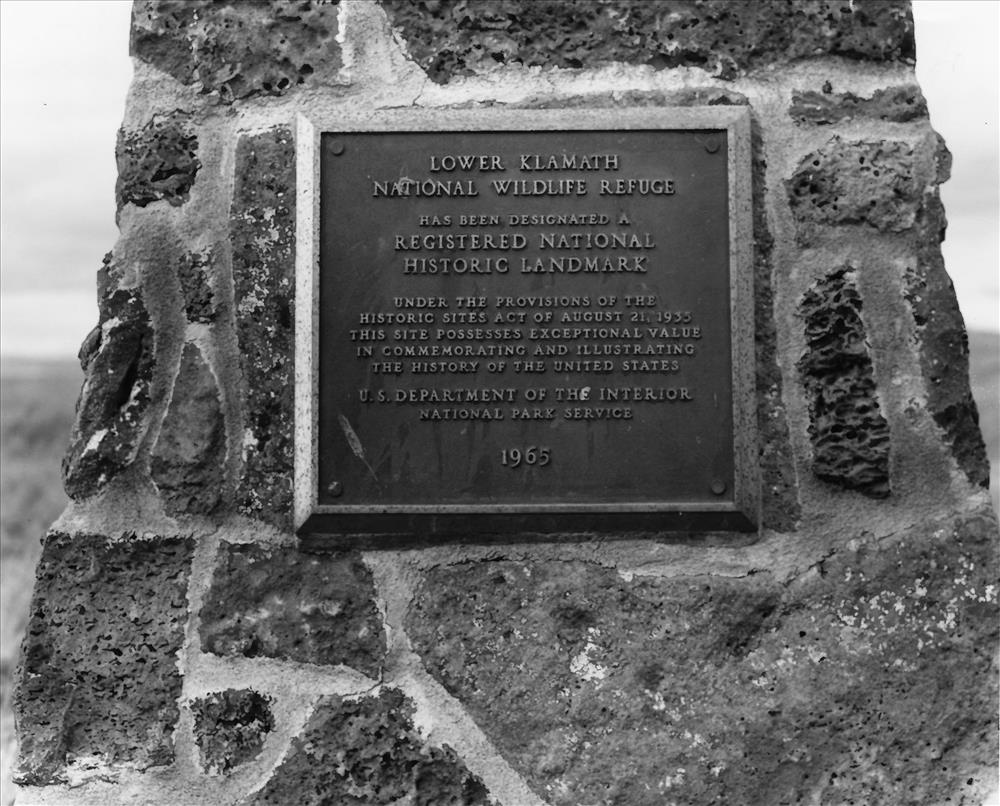 LOWER KLAMATH
NATIONAL WILDLIFE REFUGE
HAS BEEN DESIGNATED A
REGISTERED NATIONAL
HISTORIC LANDMARK
UNDER THE PROVISIONS OF THE
HISTORIC SITES ACT OF AUGUST 21, 1935
THIS SITE POSSESSES EXCEPTIONAL VALUE
IN COMMEMORATING AND ILLUSTRATING
THE HISTORY OF THE UNITED STATES
U.S. DEPARTMENT OF THE INTERIOR
NATIONAL PARK SERVICE
1965